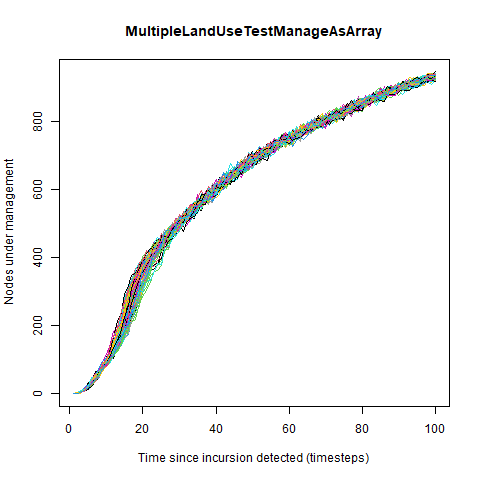 MultipleLandUseTestManageAsArray
Nodes under management
800
600
400
200
0
0 20 40 60 80 100
Time since incursion detected (timesteps)